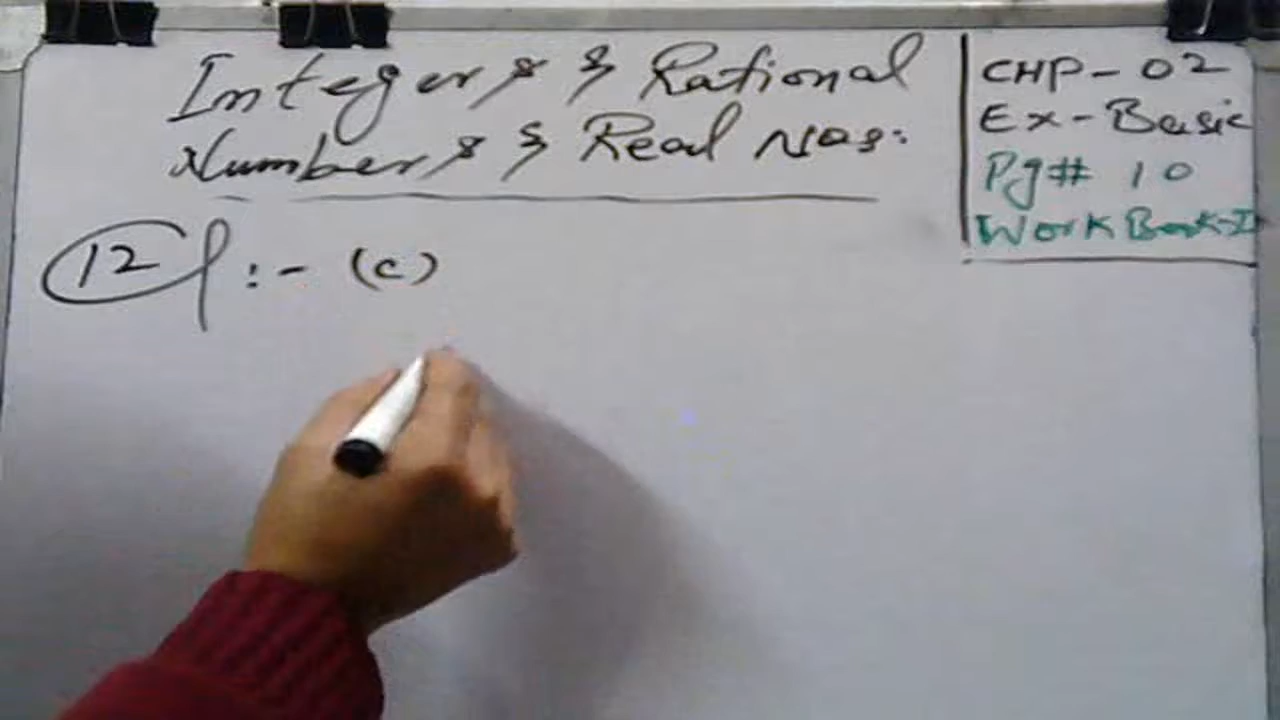 Integers & Rational
Numbers & Real Nos:
CHP-02
Ex-Basic
Pg# 10
Work Book-I
12 :- (c)